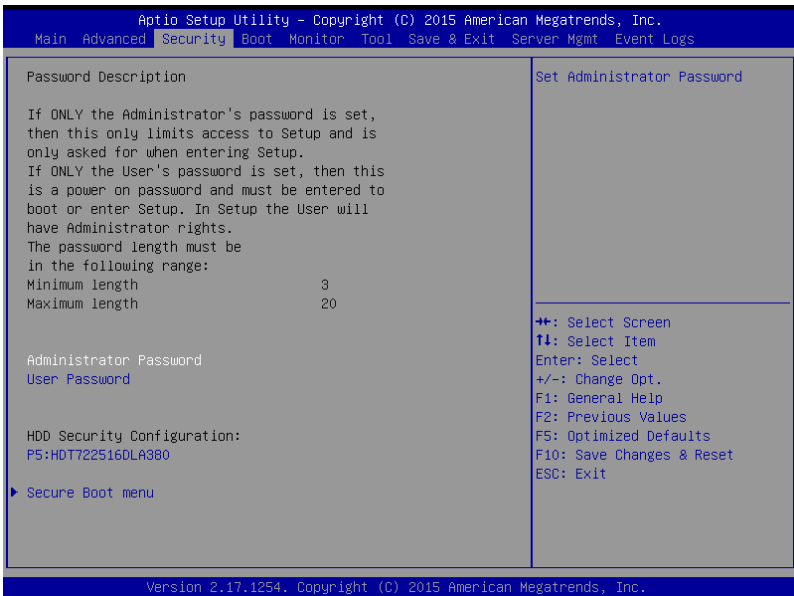 Aptio Setup Utility – Copyright (C) 2015 American Megatrends, Inc.
Main Advanced Security Boot Monitor Tool Save & Exit Server Mgmt Event Logs
Password Description
If ONLY the Administrator's password is set,
then this only limits access to Setup and is
only asked for when entering Setup.
If ONLY the User's password is set, then this
is a power on password and must be entered to
boot or enter Setup. In Setup the User will
have Administrator rights.
The password length must be
in the following range:
Minimum length 3
Maximum length 20
Administrator Password
User Password
HDD Security Configuration:
P5:HDT722516DLA380
Secure Boot menu
Set Administrator Password
→←: Select Screen
↑↓: Select Item
Enter: Select
+/-: Change Opt.
F1: General Help
F2: Previous Values
F5: Optimized Defaults
F10: Save Changes & Reset
ESC: Exit
Version 2.17.1254. Copyright (C) 2015 American Megatrends, Inc.